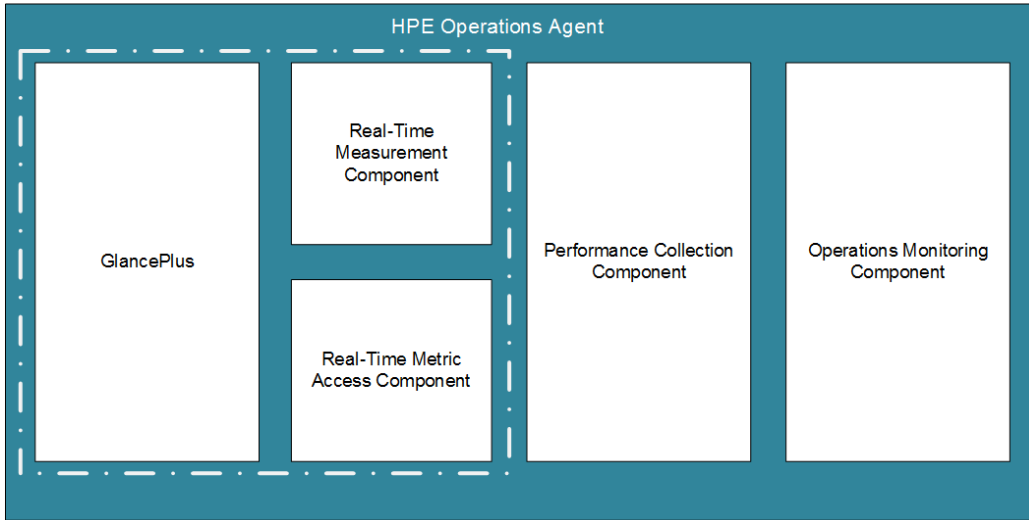 HPE Operations Agent
Real-Time
Measurement
Component
GlancePlus
Performance Collection
Component
Operations Monitoring
Component
Real-Time Metric
Access Component